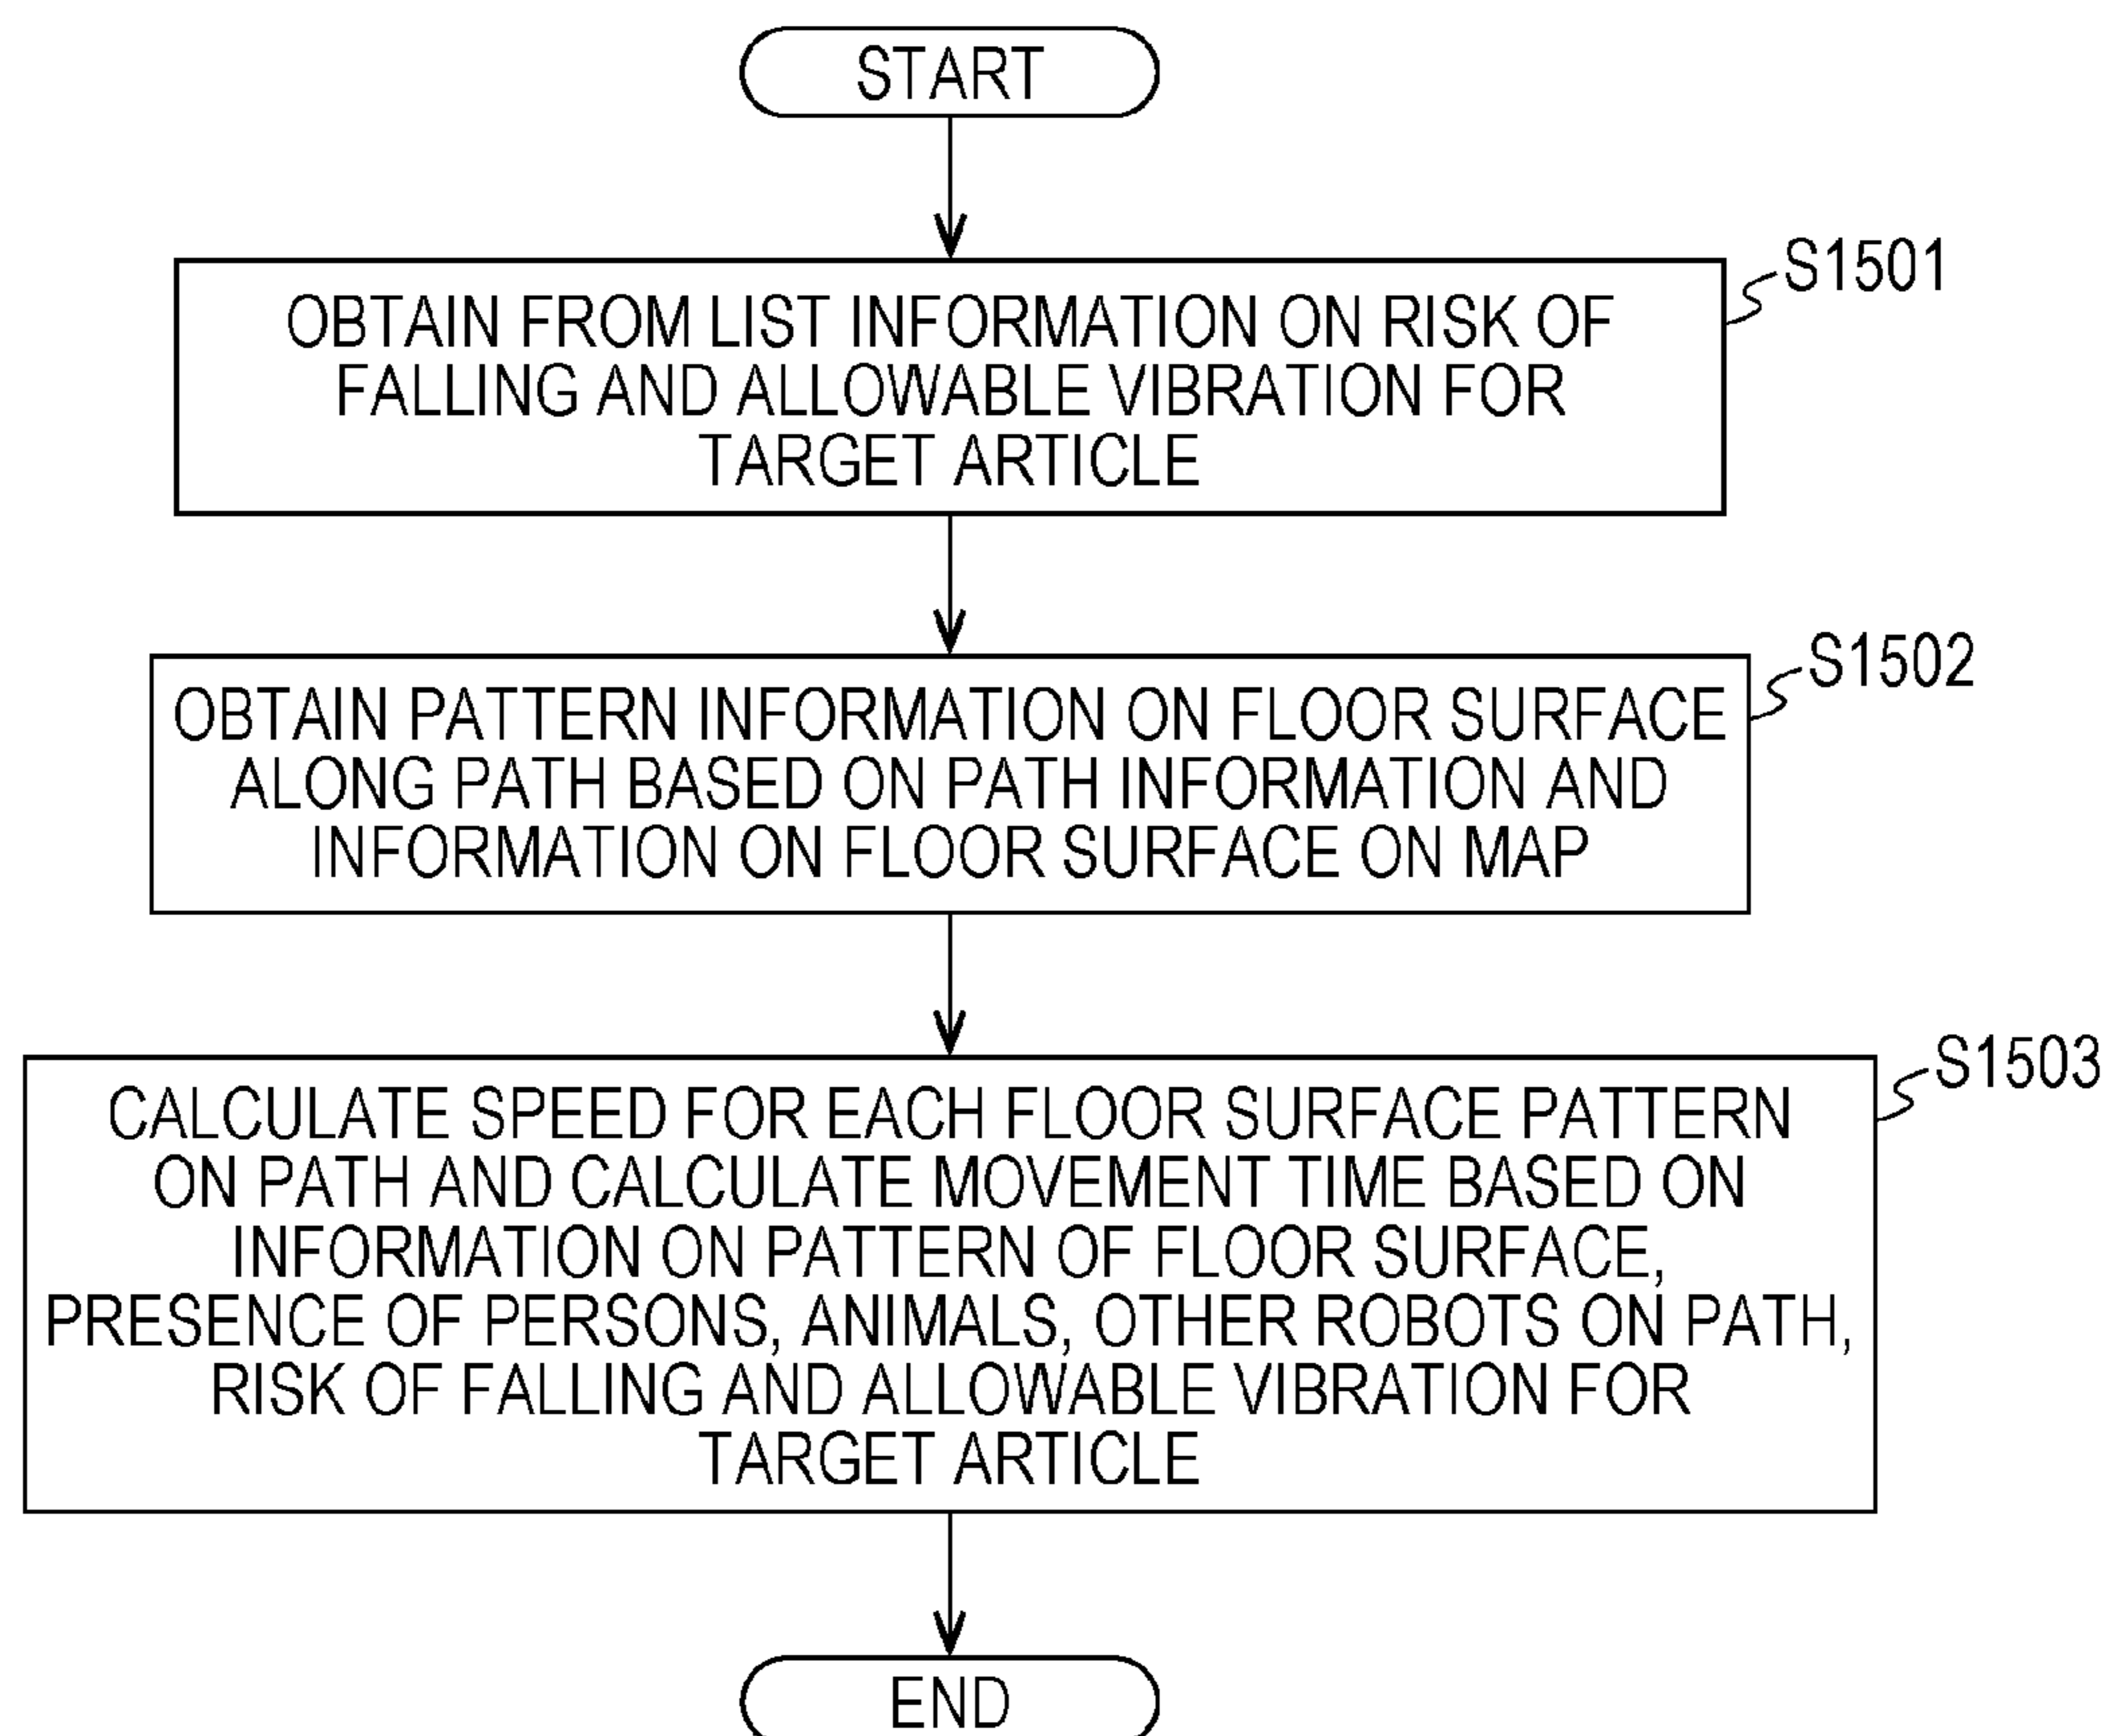 START
S1501
OBTAIN FROM LIST INFORMATION ON RISK OF
FALLING AND ALLOWABLE VIBRATION FOR
TARGET ARTICLE
S1502
OBTAIN PATTERN INFORMATION ON FLOOR SURFACE
ALONG PATH BASED ON PATH INFORMATION AND
INFORMATION ON FLOOR SURFACE ON MAP
S1503
CALCULATE SPEED FOR EACH FLOOR SURFACE PATTERN
ON PATH AND CALCULATE MOVEMENT TIME BASED ON
INFORMATION ON PATTERN OF FLOOR SURFACE,
PRESENCE OF PERSONS, ANIMALS, OTHER ROBOTS ON PATH,
RISK OF FALLING AND ALLOWABLE VIBRATION FOR
TARGET ARTICLE
END